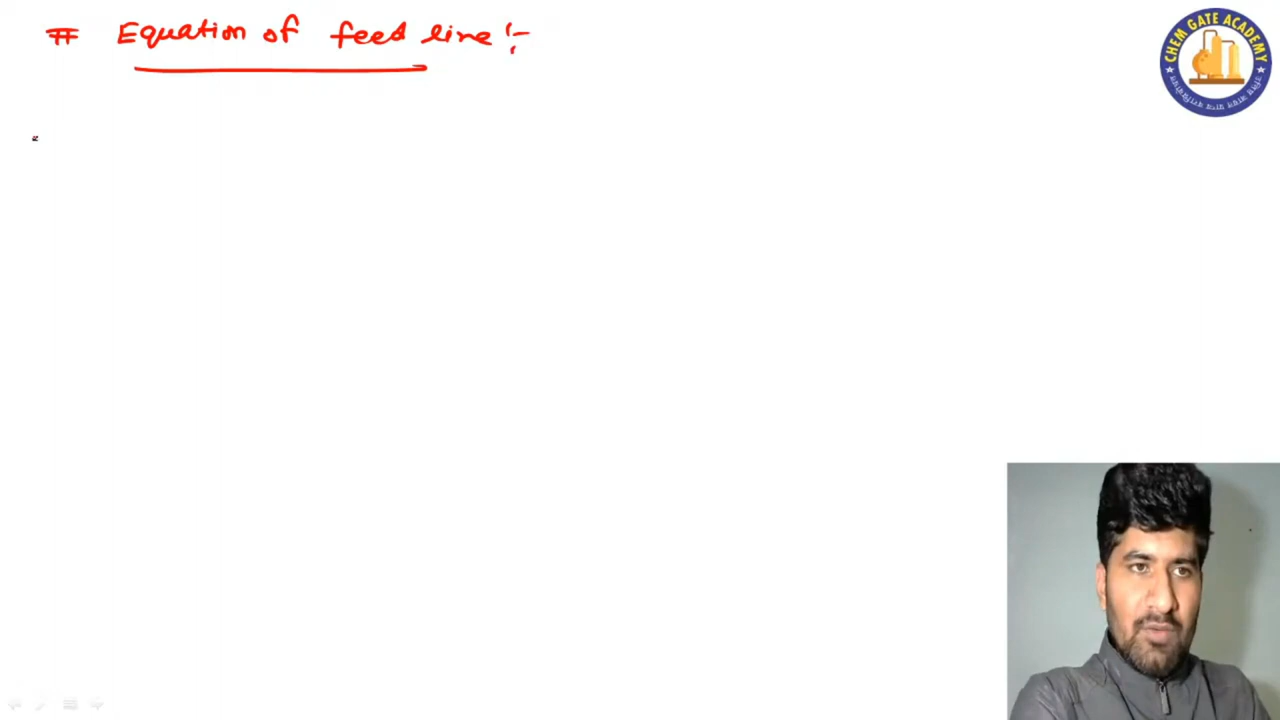 # Equation of feed line :-
CHEM GATE ACADEMY